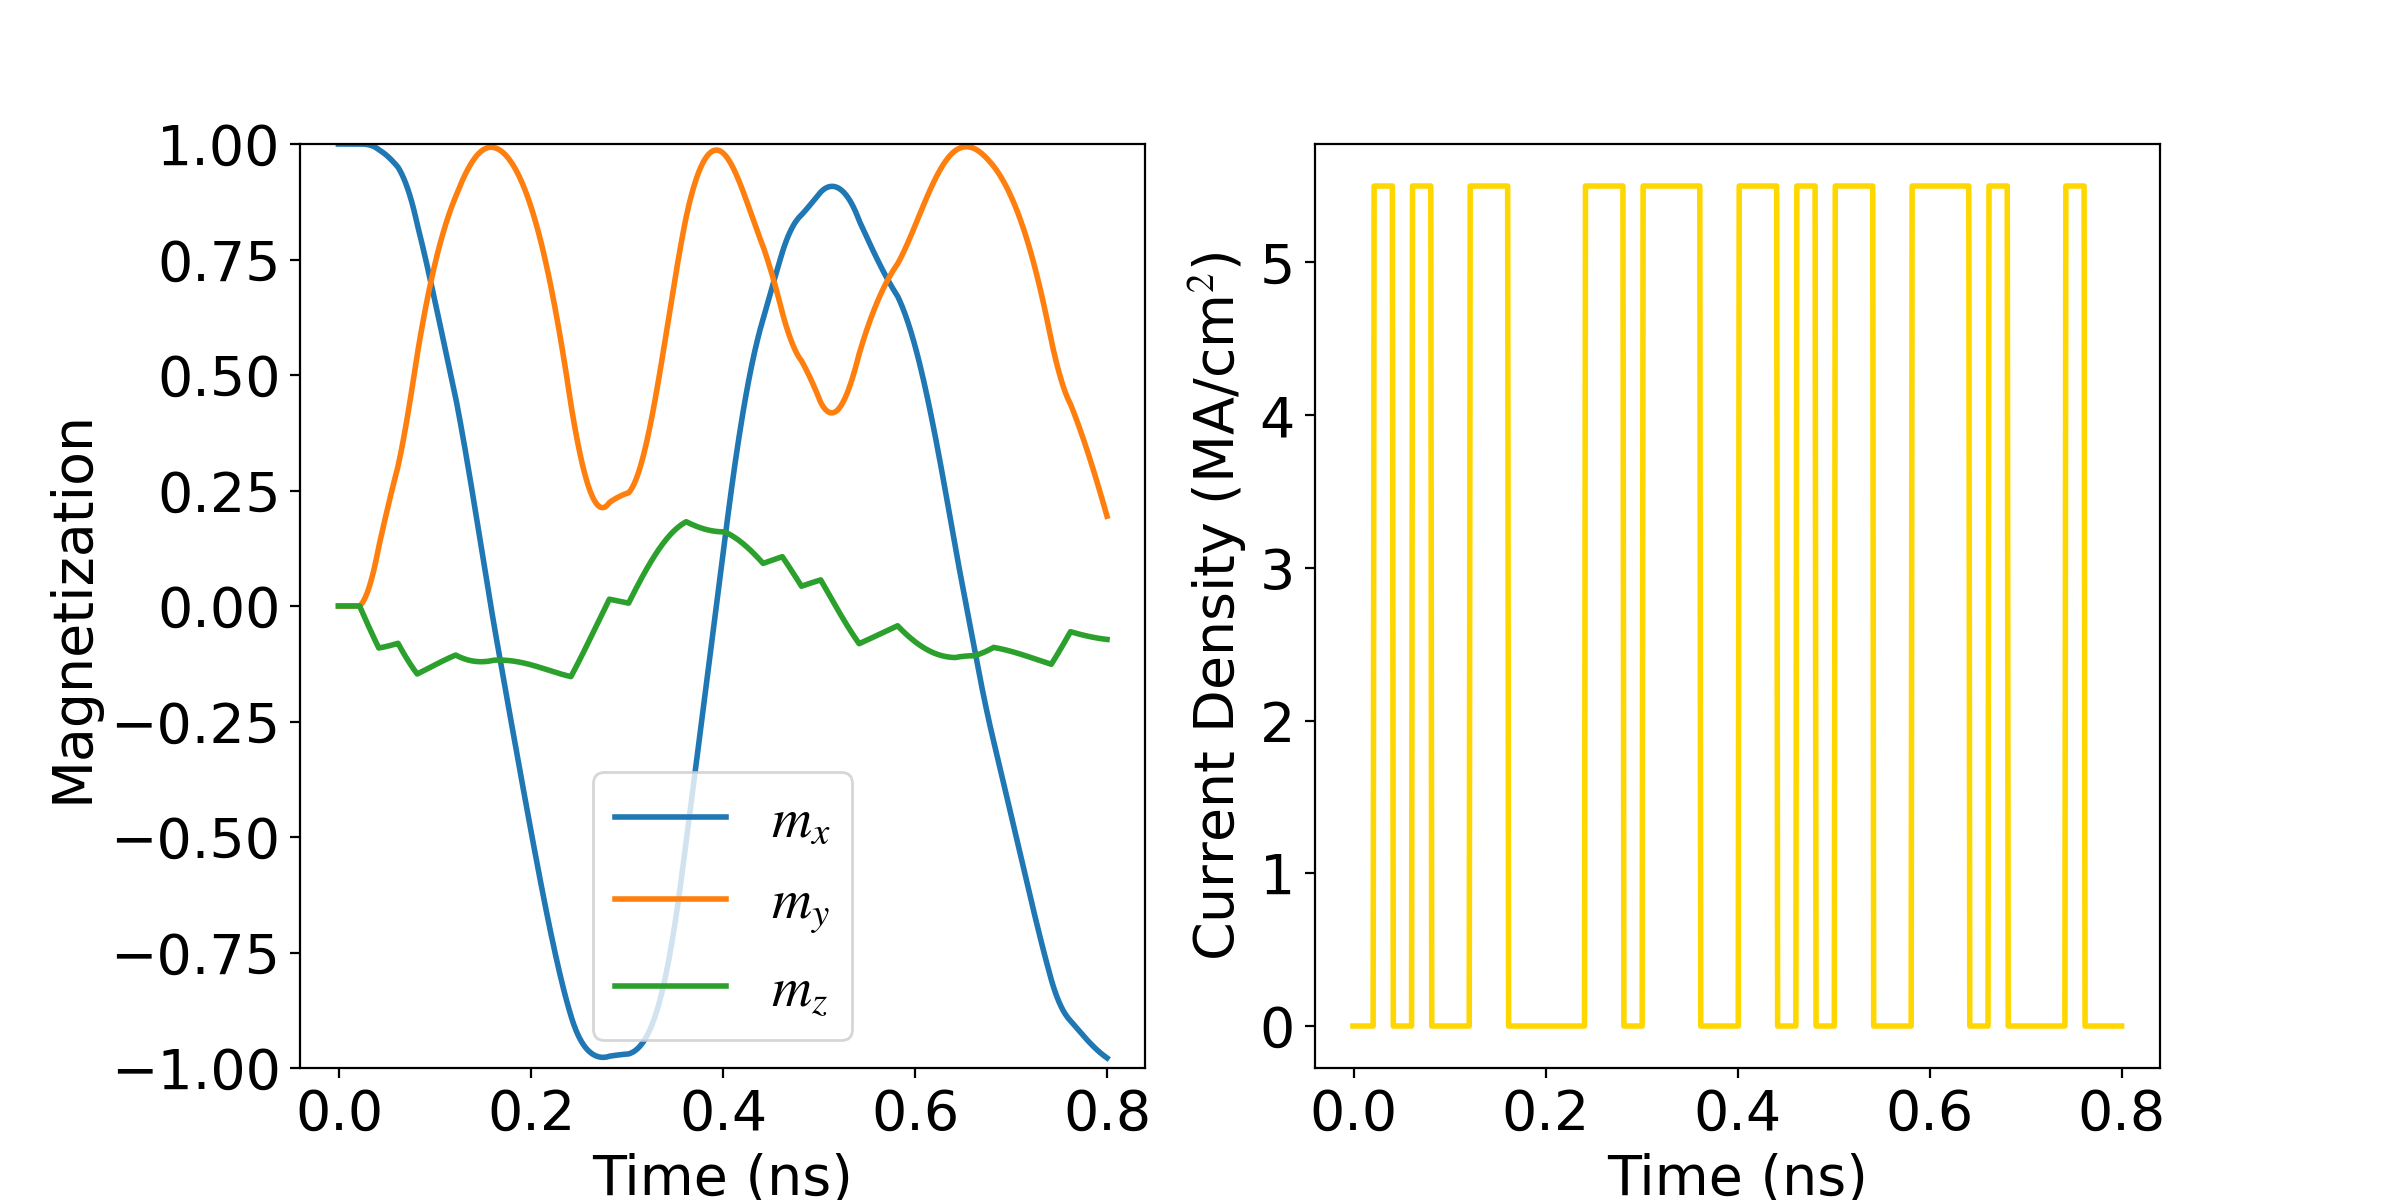 1.00
0.75
0.50
0.25
0.00
−0.25
−0.50
−0.75
−1.00
Magnetization
0.0 0.2 0.4 0.6 0.8
Time (ns)
m_x
m_y
m_z
5
4
3
2
1
0
Current Density (MA/cm²)
0.0 0.2 0.4 0.6 0.8
Time (ns)